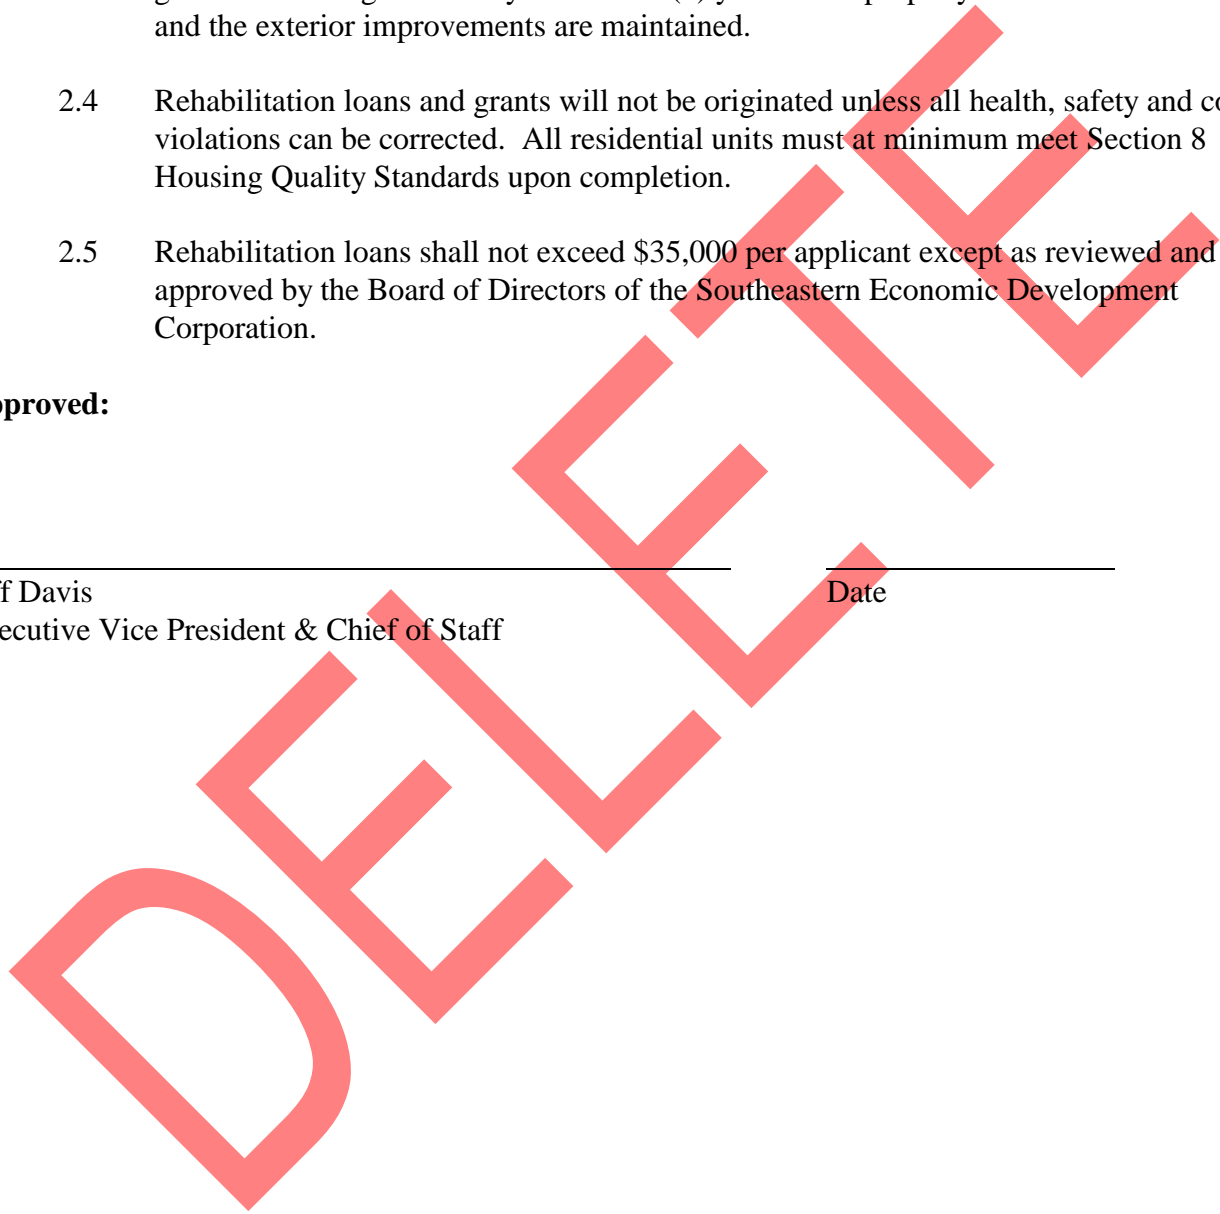 and the exterior improvements are maintained.
2.4 Rehabilitation loans and grants will not be originated unless all health, safety and
violations can be corrected. All residential units must at minimum meet Section 8
Housing Quality Standards upon completion.
2.5 Rehabilitation loans shall not exceed $35,000 per applicant except as reviewed and
approved by the Board of Directors of the Southeastern Economic Development
Corporation.
pproved:
ff Davis Date
ecutive Vice President & Chief of Staff
DELETE